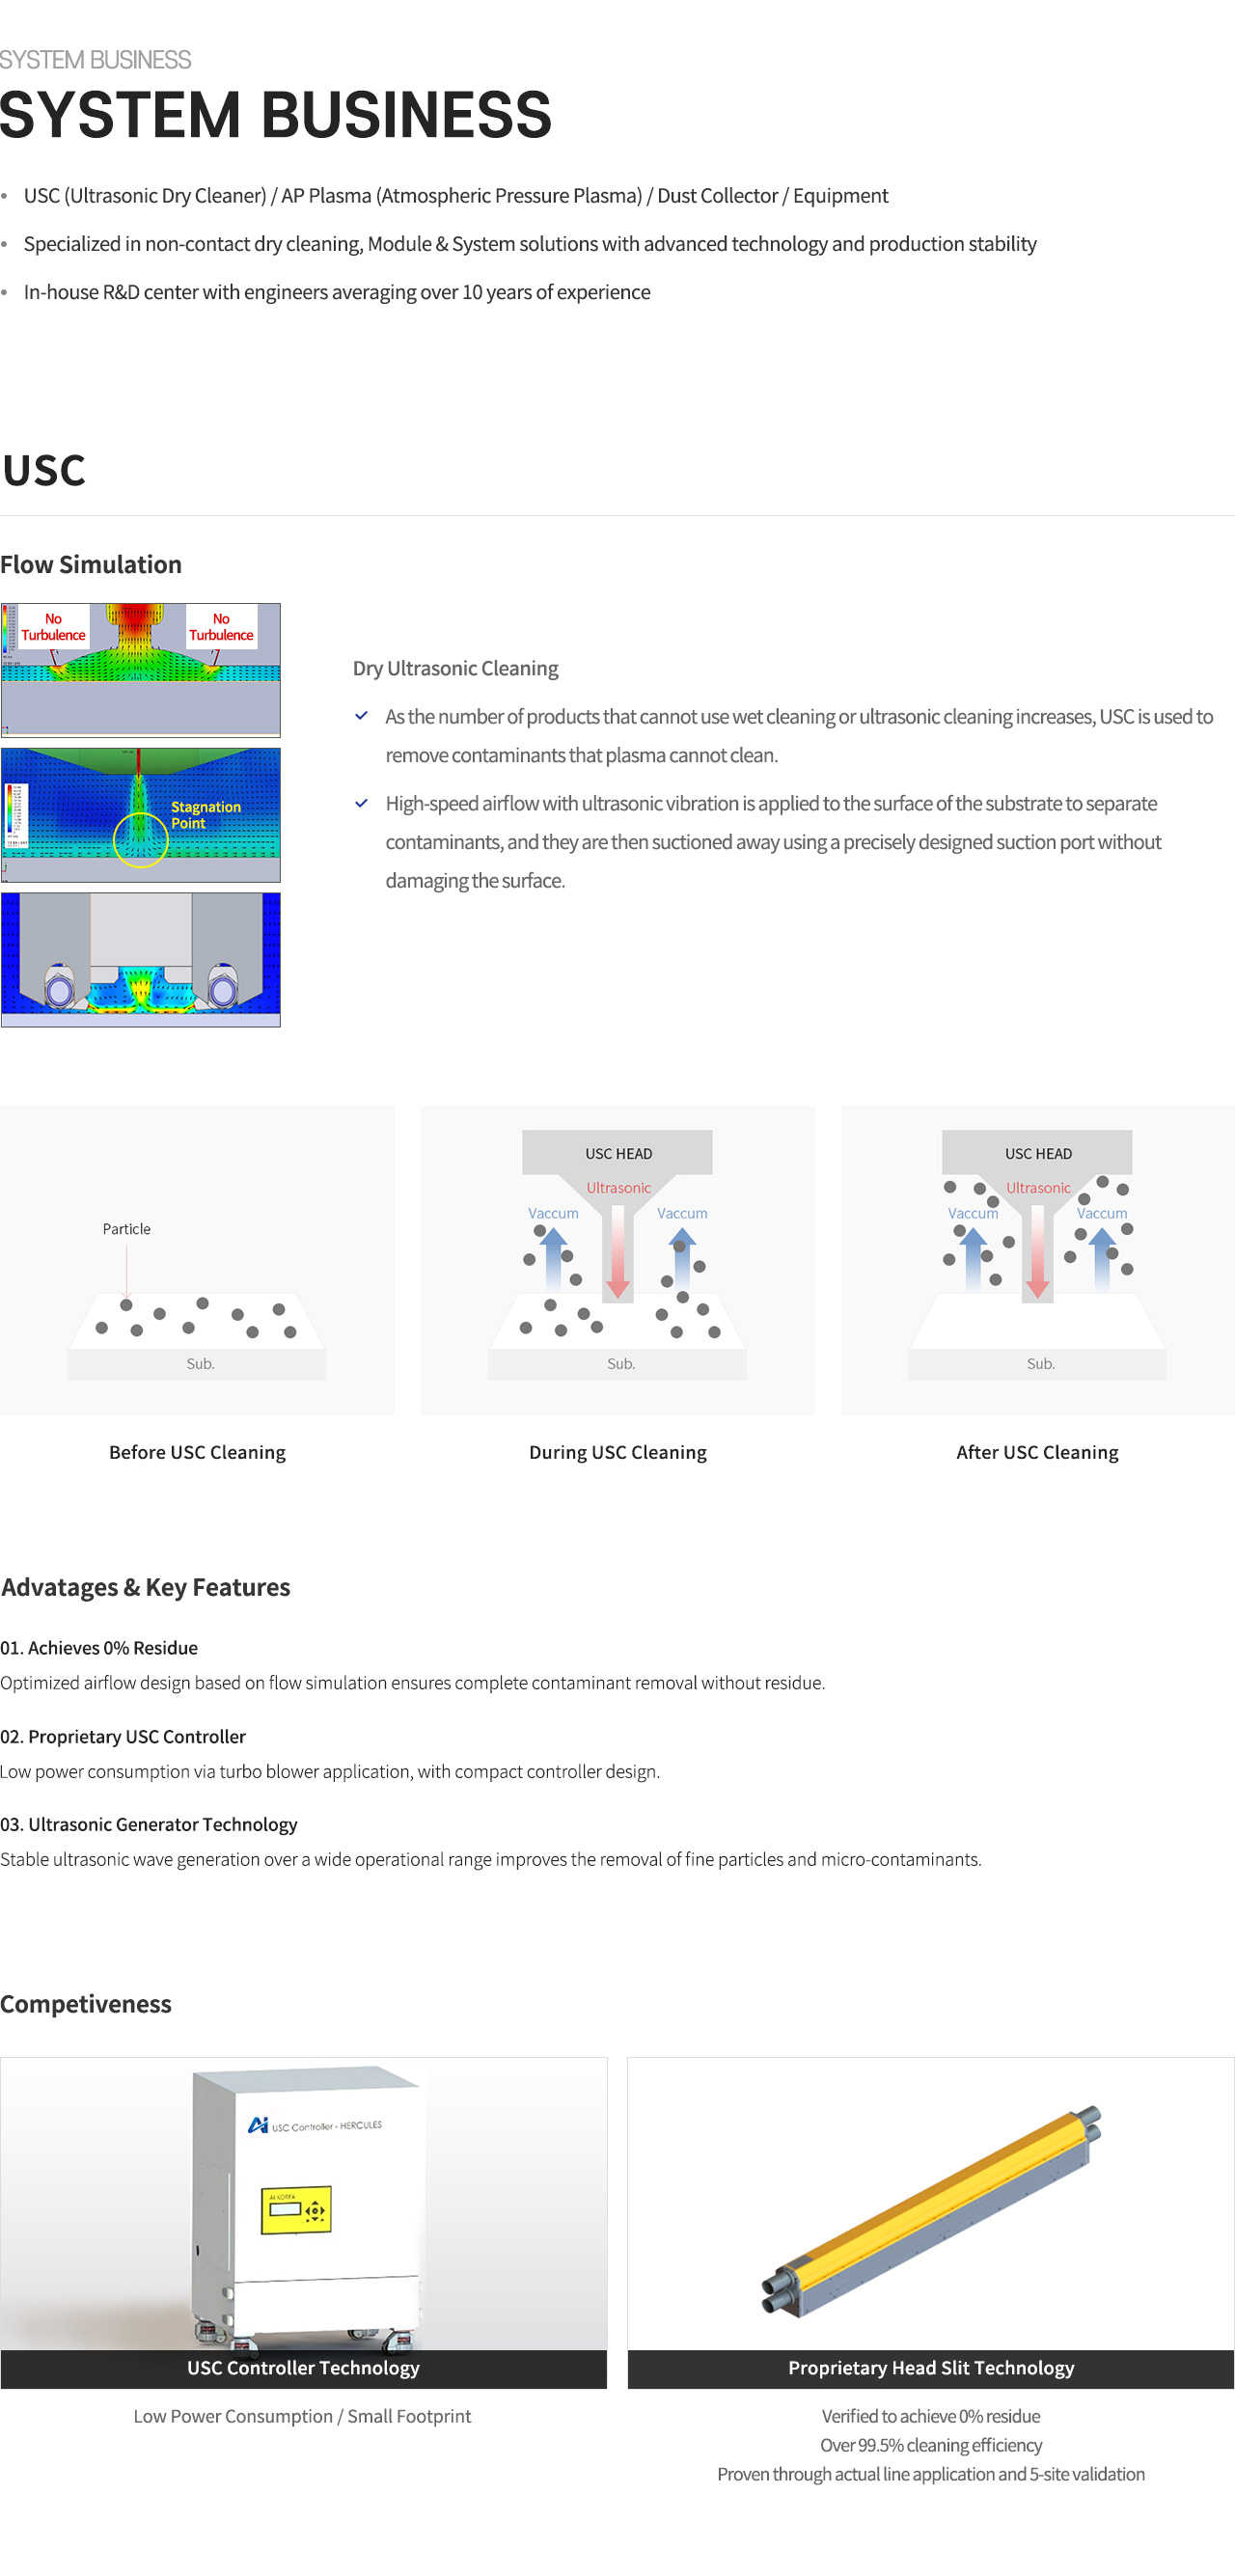 SYSTEM BUSINESS
SYSTEM BUSINESS
• USC (Ultrasonic Dry Cleaner) / AP Plasma (Atmospheric Pressure Plasma) / Dust Collector / Equipment
• Specialized in non-contact dry cleaning, Module & System solutions with advanced technology and production stability
• In-house R&D center with engineers averaging over 10 years of experience
USC
Flow Simulation
No Turbulence
No Turbulence
Stagnation
Point
Dry Ultrasonic Cleaning
As the number of products that cannot use wet cleaning or ultrasonic cleaning increases, USC is used to
remove contaminants that plasma cannot clean.
High-speed airflow with ultrasonic vibration is applied to the surface of the substrate to separate
contaminants, and they are then suctioned away using a precisely designed suction port without
damaging the surface.
Particle
Sub.
Before USC Cleaning
USC HEAD
Ultrasonic
Vaccum
Vaccum
Sub.
During USC Cleaning
USC HEAD
Ultrasonic
Vaccum
Vaccum
Sub.
After USC Cleaning
Advatages & Key Features
01. Achieves 0% Residue
Optimized airflow design based on flow simulation ensures complete contaminant removal without residue.
02. Proprietary USC Controller
Low power consumption via turbo blower application, with compact controller design.
03. Ultrasonic Generator Technology
Stable ultrasonic wave generation over a wide operational range improves the removal of fine particles and micro-contaminants.
Competiveness
Ai USC Controller - HERCULES
AI KOREA
USC Controller Technology
Low Power Consumption / Small Footprint
Proprietary Head Slit Technology
Verified to achieve 0% residue
Over 99.5% cleaning efficiency
Proven through actual line application and 5-site validation